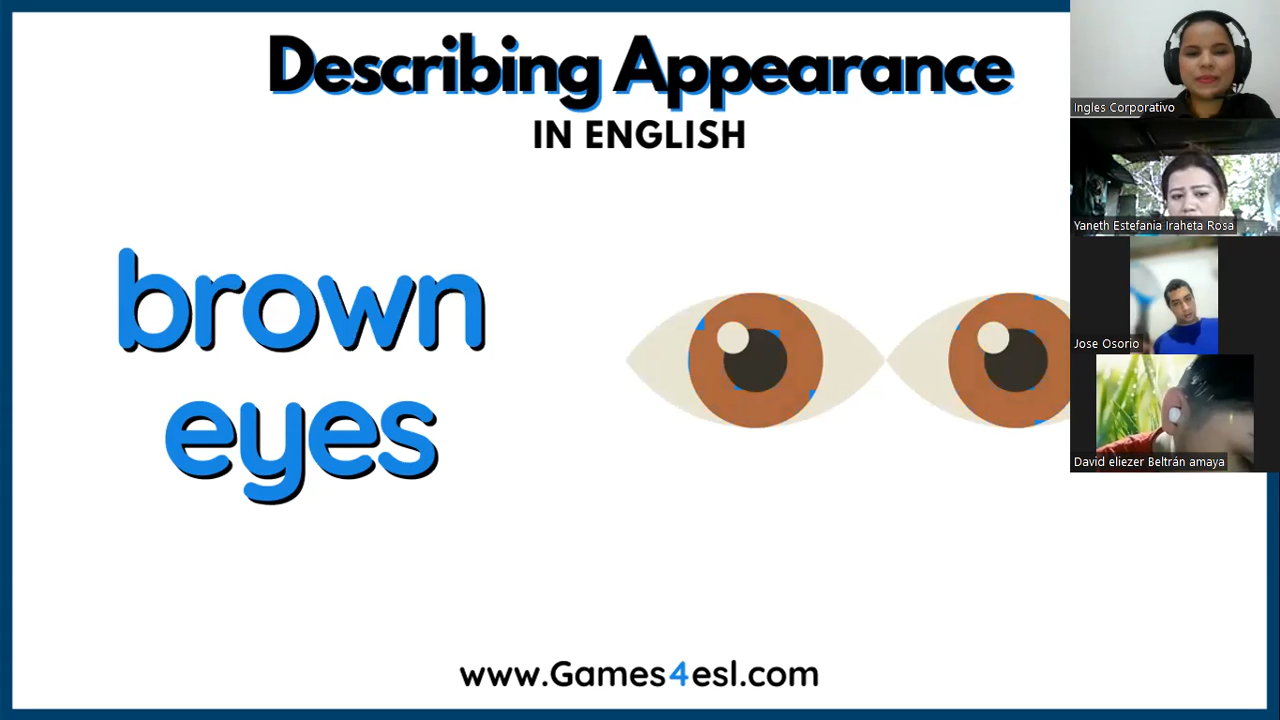 Describing Appearance
IN ENGLISH
brown
eyes
www.Games4esl.com
Ingles Corporativo
Yaneth Estefania Iraheta Rosa
Jose Osorio
David eliezer Beltrán amaya